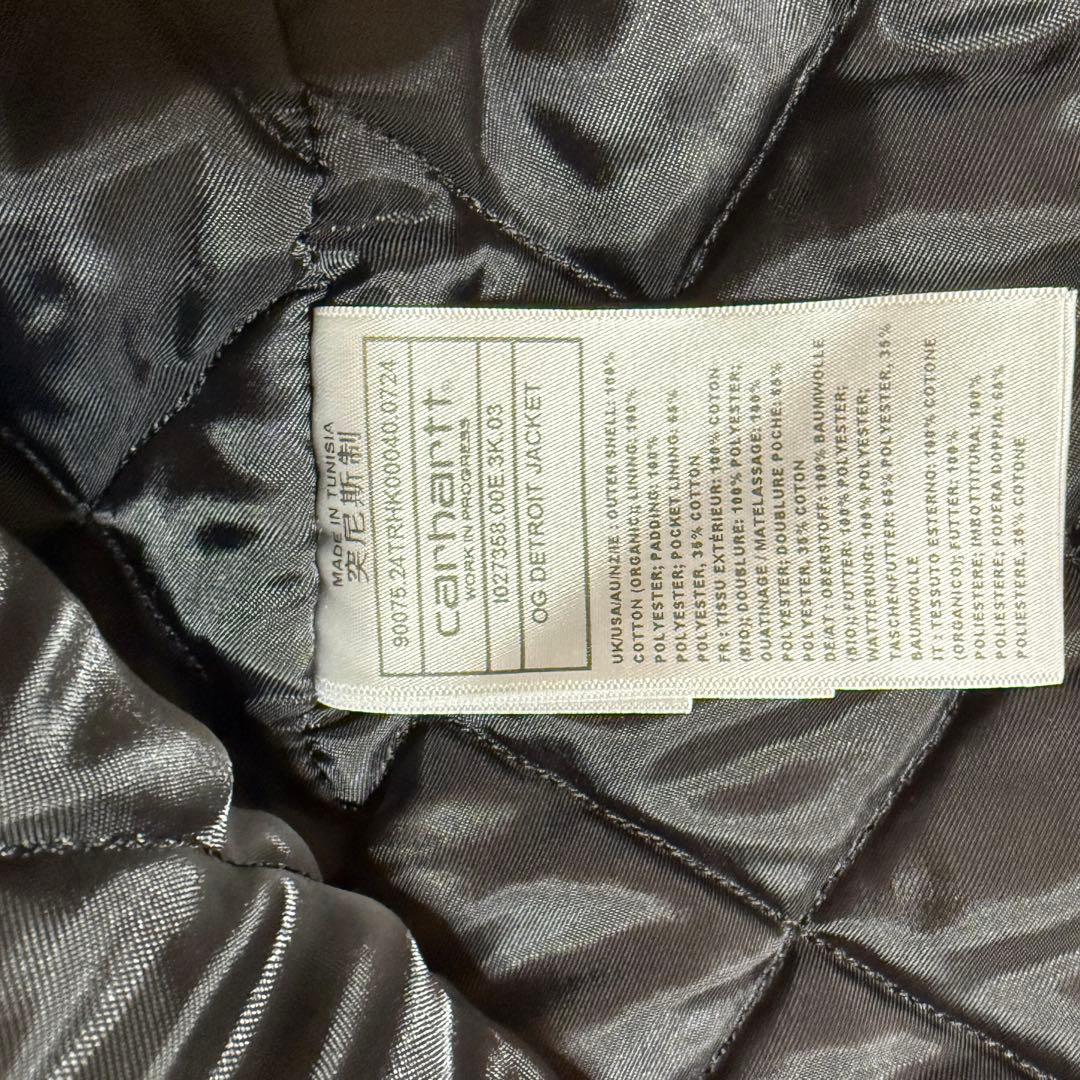 MADE IN TUNISIA
突尼斯制
90075.24TRHK00040.0724
carhartt®
WORK IN PROGRESS
I027358.00E.3K.03
OG DETROIT JACKET
UK/USA/AU/NZ/IE: OUTER SHELL: 100%
COTTON (ORGANIC); LINING: 100%
POLYESTER; PADDING: 100%
POLYESTER; POCKET LINING: 65%
POLYESTER, 35% COTTON
FR : TISSU EXTÉRIEUR: 100% COTON
(BIO); DOUBLURE: 100% POLYESTER;
OUATINAGE / MATELASSAGE: 100%
POLYESTER; DOUBLURE POCHE: 65%
POLYESTER, 35% COTON
DE/AT : OBERSTOFF: 100% BAUMWOLLE
(BIO); FUTTER: 100% POLYESTER;
WATTIERUNG: 100% POLYESTER;
TASCHENFUTTER: 65% POLYESTER, 35%
BAUMWOLLE
IT : TESSUTO ESTERNO: 100% COTONE
(ORGANICO); FUTTER: 100%
POLIESTERE; IMBOTTITURA: 100%
POLIESTERE; FODERA DOPPIA: 65%
POLIESTERE, 35% COTONE